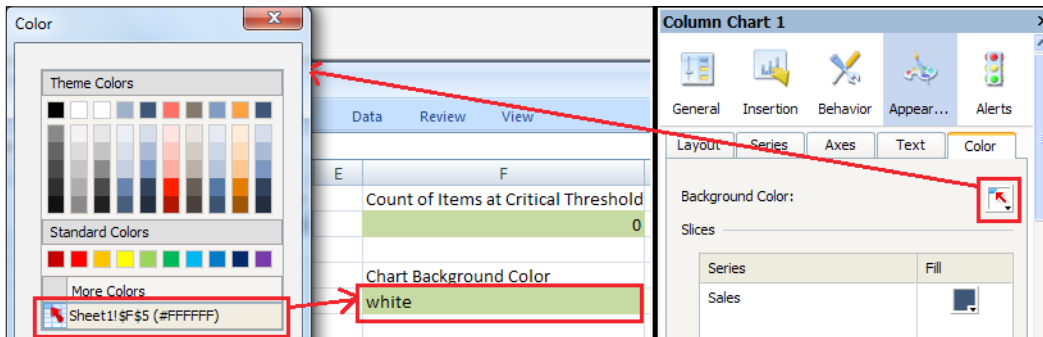 Color
Theme Colors
Standard Colors
More Colors
Sheet1!$F$5 (#FFFFFF)
Data Review View
E F
Count of Items at Critical Threshold
0
Chart Background Color
white
Column Chart 1
General Insertion Behavior Appear... Alerts
Layout Series Axes Text Color
Background Color:
Slices
Series Fill
Sales